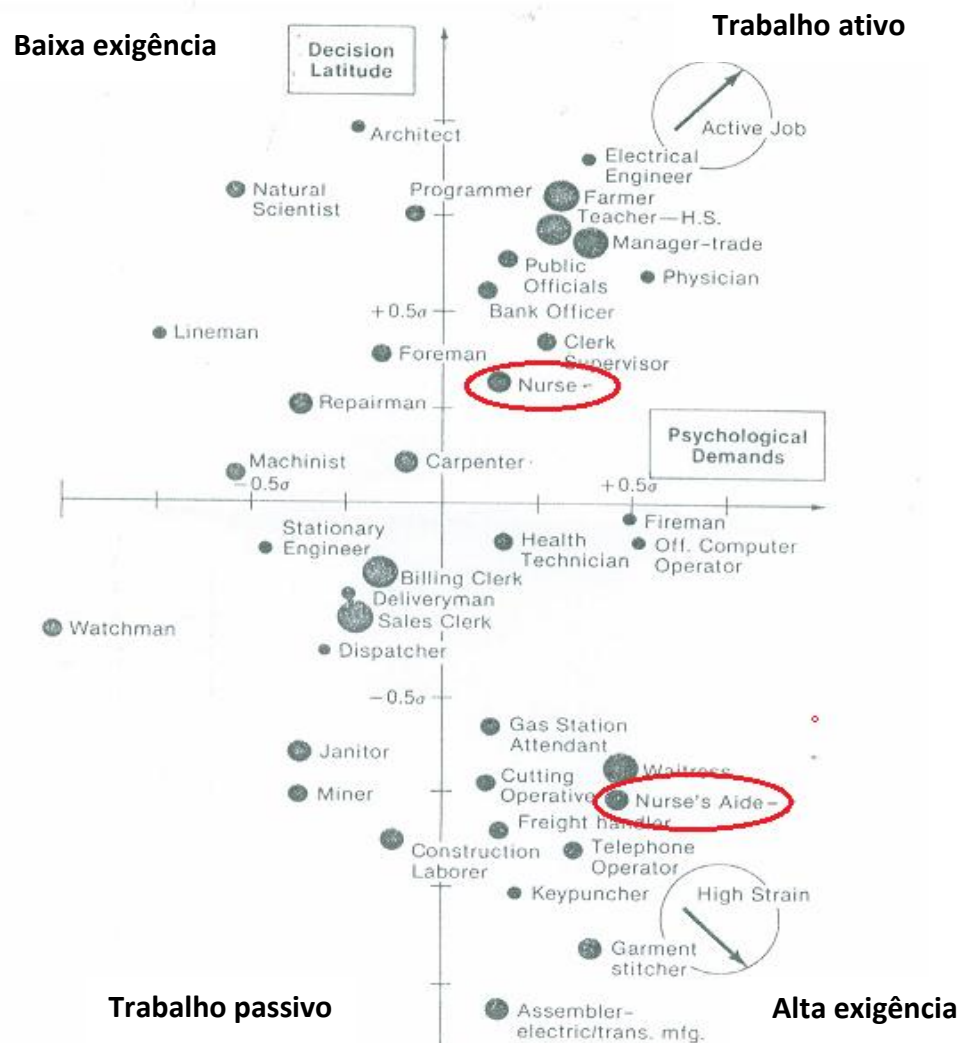 Baixa exigência
Trabalho ativo
Decision
Latitude
Architect
Active Job
Electrical
Engineer
Natural
Scientist
Programmer
Farmer
Teacher—H.S.
Manager-trade
Public
Officials
Physician
+0.5σ
Bank Officer
Lineman
Foreman
Clerk
Supervisor
Nurse
Repairman
Psychological
Demands
Machinist
Carpenter
-0.5σ
+0.5σ
Stationary
Engineer
Health
Technician
Fireman
Off. Computer
Operator
Billing Clerk
Deliveryman
Sales Clerk
Watchman
Dispatcher
-0.5σ
Gas Station
Attendant
Janitor
Waitress
Cutting
Operative
Miner
Nurse's Aide
Freight handler
Construction
Laborer
Telephone
Operator
Keypuncher
High Strain
Garment
stitcher
Trabalho passivo
Alta exigência
Assembler-
electric/trans. mfg.